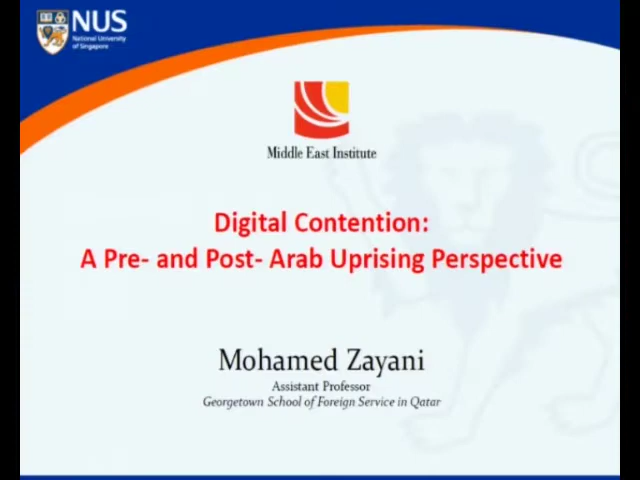 NUS
National University
of Singapore
Middle East Institute
Digital Contention:
A Pre- and Post- Arab Uprising Perspective
Mohamed Zayani
Assistant Professor
Georgetown School of Foreign Service in Qatar